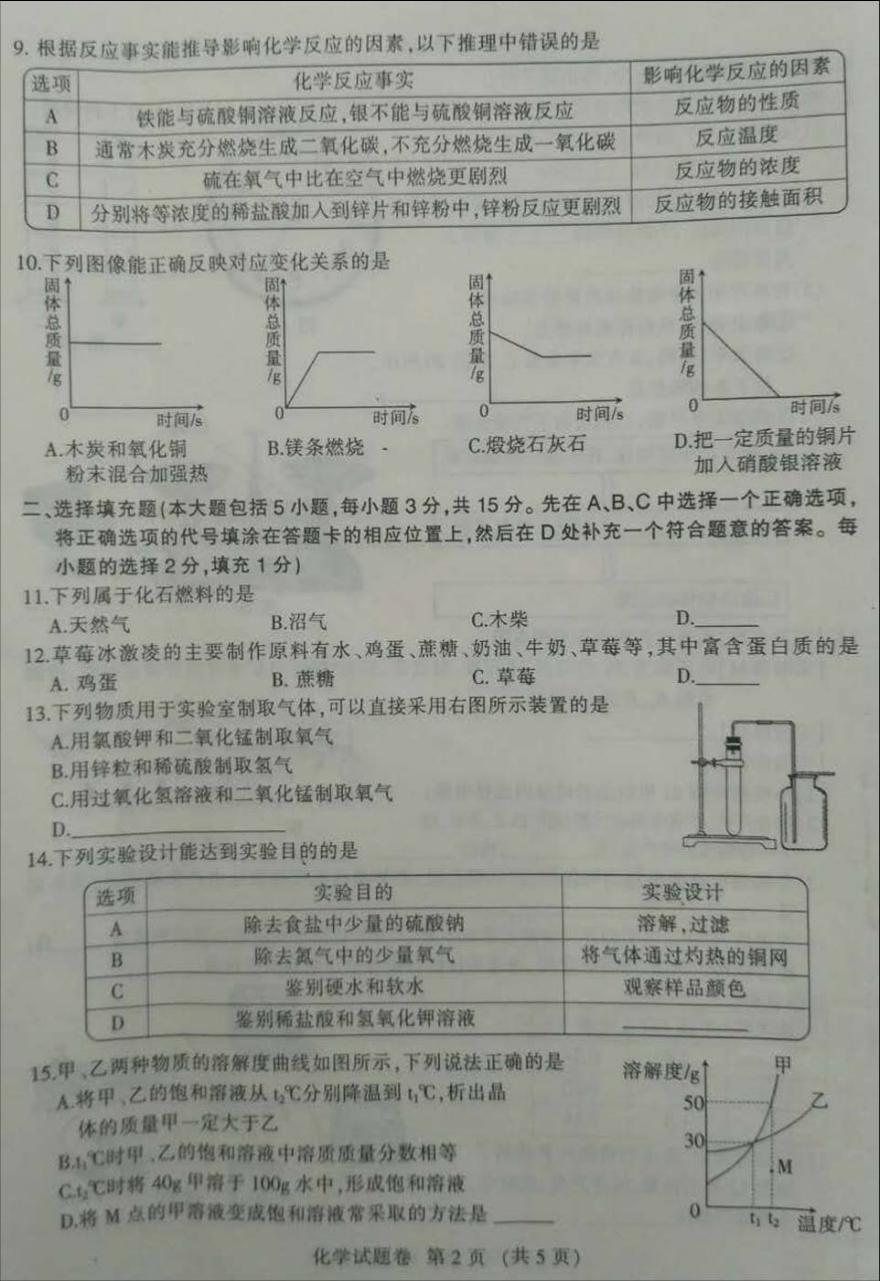 9. 根据反应事实能推导影响化学反应的因素,以下推理中错误的是
选项 化学反应事实 影响化学反应的因素
A 铁能与硫酸铜溶液反应,银不能与硫酸铜溶液反应 反应物的性质
B 通常木炭充分燃烧生成二氧化碳,不充分燃烧生成一氧化碳 反应温度
C 硫在氧气中比在空气中燃烧更剧烈 反应物的浓度
D 分别将等浓度的稀盐酸加入到锌片和锌粉中,锌粉反应更剧烈 反应物的接触面积
10.下列图像能正确反映对应变化关系的是
固体总质量/g 固体总质量/g 固体总质量/g 固体总质量/g
0 时间/s 0 时间/s 0 时间/s 0 时间/s
A.木炭和氧化铜 B.镁条燃烧 C.煅烧石灰石 D.把一定质量的铜片
粉末混合加强热 加入硝酸银溶液
二、选择填充题(本大题包括5小题,每小题3分,共15分。先在A、B、C中选择一个正确选项,
将正确选项的代号填涂在答题卡的相应位置上,然后在D处补充一个符合题意的答案。每
小题的选择2分,填充1分)
11.下列属于化石燃料的是
A.天然气 B.沼气 C.木柴 D.______
12.草莓冰激凌的主要制作原料有水、鸡蛋、蔗糖、奶油、牛奶、草莓等,其中富含蛋白质的是
A. 鸡蛋 B. 蔗糖 C. 草莓 D.______
13.下列物质用于实验室制取气体,可以直接采用右图所示装置的是
A.用氯酸钾和二氧化锰制取氧气
B.用锌粒和稀硫酸制取氢气
C.用过氧化氢溶液和二氧化锰制取氧气
D.____________________
14.下列实验设计能达到实验目的的是
选项 实验目的 实验设计
A 除去食盐中少量的硫酸钠 溶解,过滤
B 除去氮气中的少量氧气 将气体通过灼热的铜网
C 鉴别硬水和软水 观察样品颜色
D 鉴别稀盐酸和氢氧化钾溶液 ____________
15.甲、乙两种物质的溶解度曲线如图所示,下列说法正确的是
A.将甲、乙的饱和溶液从t₂℃分别降温到t₁℃,析出晶
体的质量甲一定大于乙
B.t₁℃时甲、乙的饱和溶液中溶质质量分数相等
C.t₂℃时将40g甲溶于100g水中,形成饱和溶液
D.将M点的甲溶液变成饱和溶液常采取的方法是______
溶解度/g 甲
50 乙
30
M
0 t₁ t₂ 温度/℃
化学试题卷 第2页 (共5页)